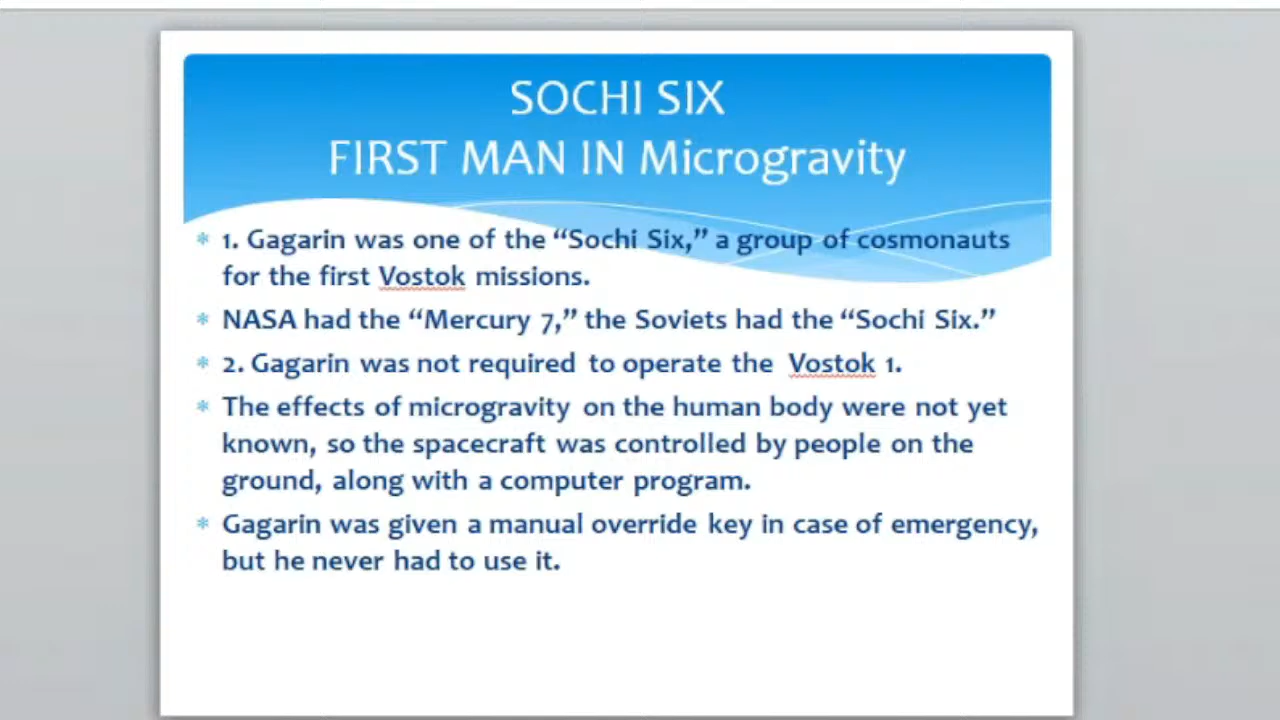 SOCHI SIX
FIRST MAN IN Microgravity
1. Gagarin was one of the “Sochi Six,” a group of cosmonauts
for the first Vostok missions.
NASA had the “Mercury 7,” the Soviets had the “Sochi Six.”
2. Gagarin was not required to operate the Vostok 1.
The effects of microgravity on the human body were not yet
known, so the spacecraft was controlled by people on the
ground, along with a computer program.
Gagarin was given a manual override key in case of emergency,
but he never had to use it.